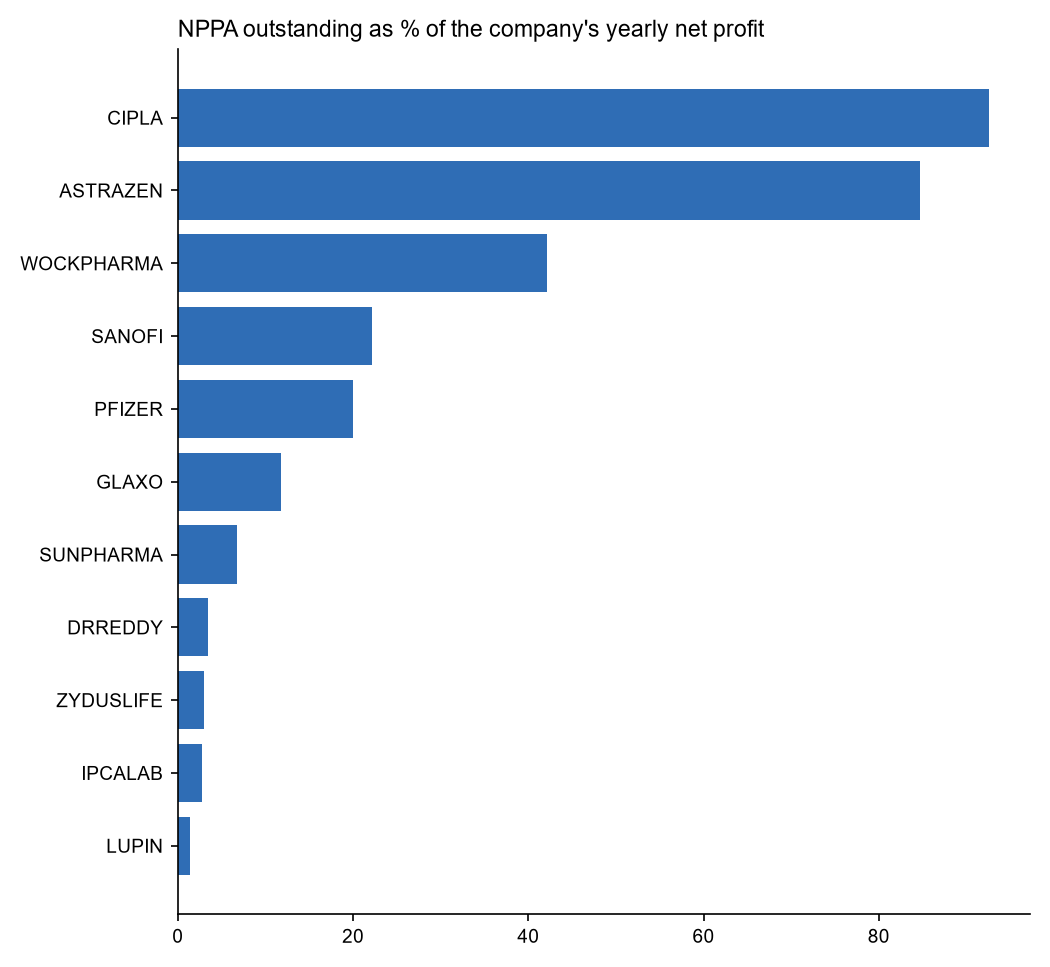 NPPA outstanding as % of the company's yearly net profit
CIPLA
ASTRAZEN
WOCKPHARMA
SANOFI
PFIZER
GLAXO
SUNPHARMA
DRREDDY
ZYDUSLIFE
IPCALAB
LUPIN
0 20 40 60 80